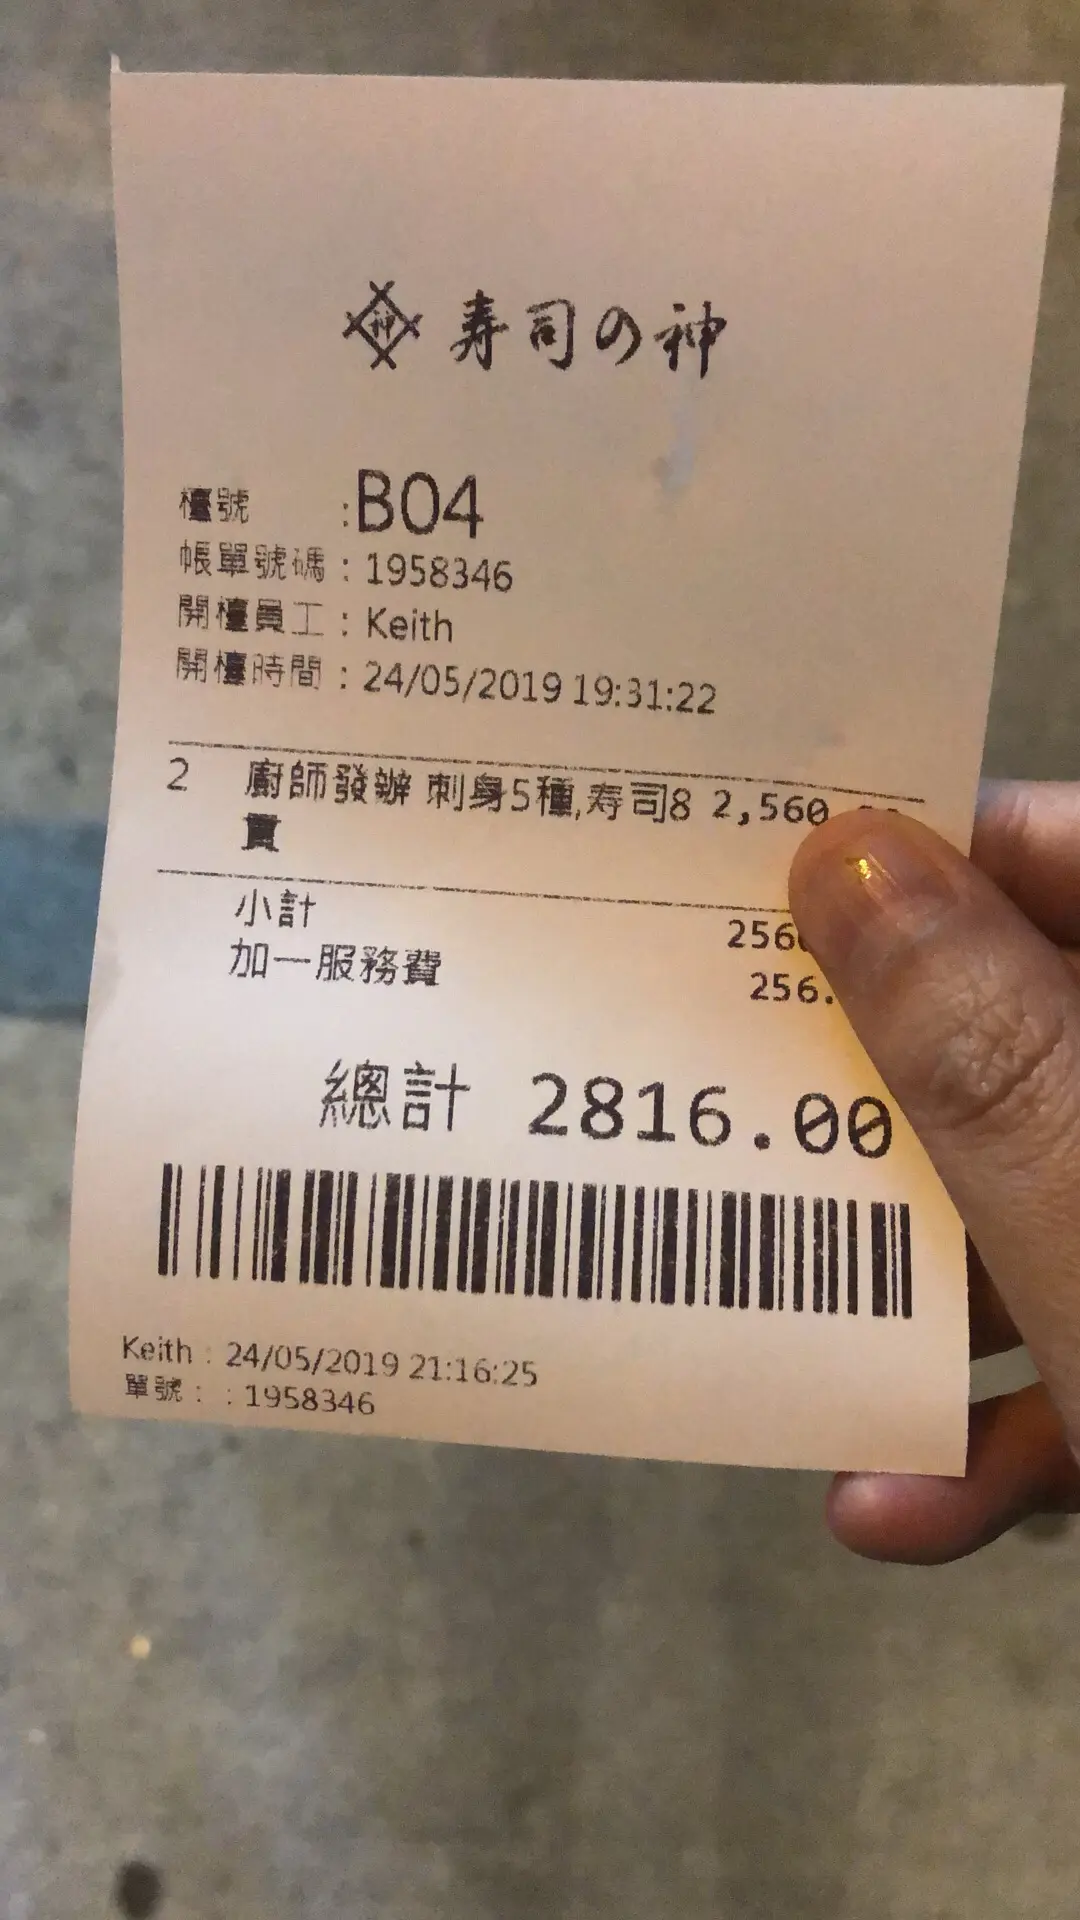 神 寿司の神
檯號 :B04
帳單號碼 : 1958346
開檯員工 : Keith
開檯時間 : 24/05/2019 19:31:22
2 廚師發辦 刺身5種,寿司8 2,560
貫
小計 256
加一服務費 256.
總計 2816.00
Keith : 24/05/2019 21:16:25
單號： : 1958346